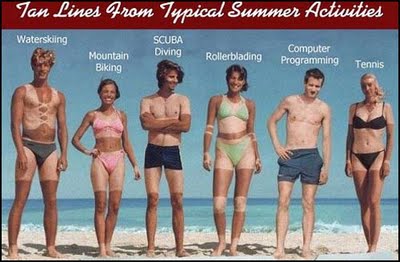 Tan Lines From Typical Summer Activities
Waterskiing
Mountain
Biking
SCUBA
Diving
Rollerblading
Computer
Programming
Tennis